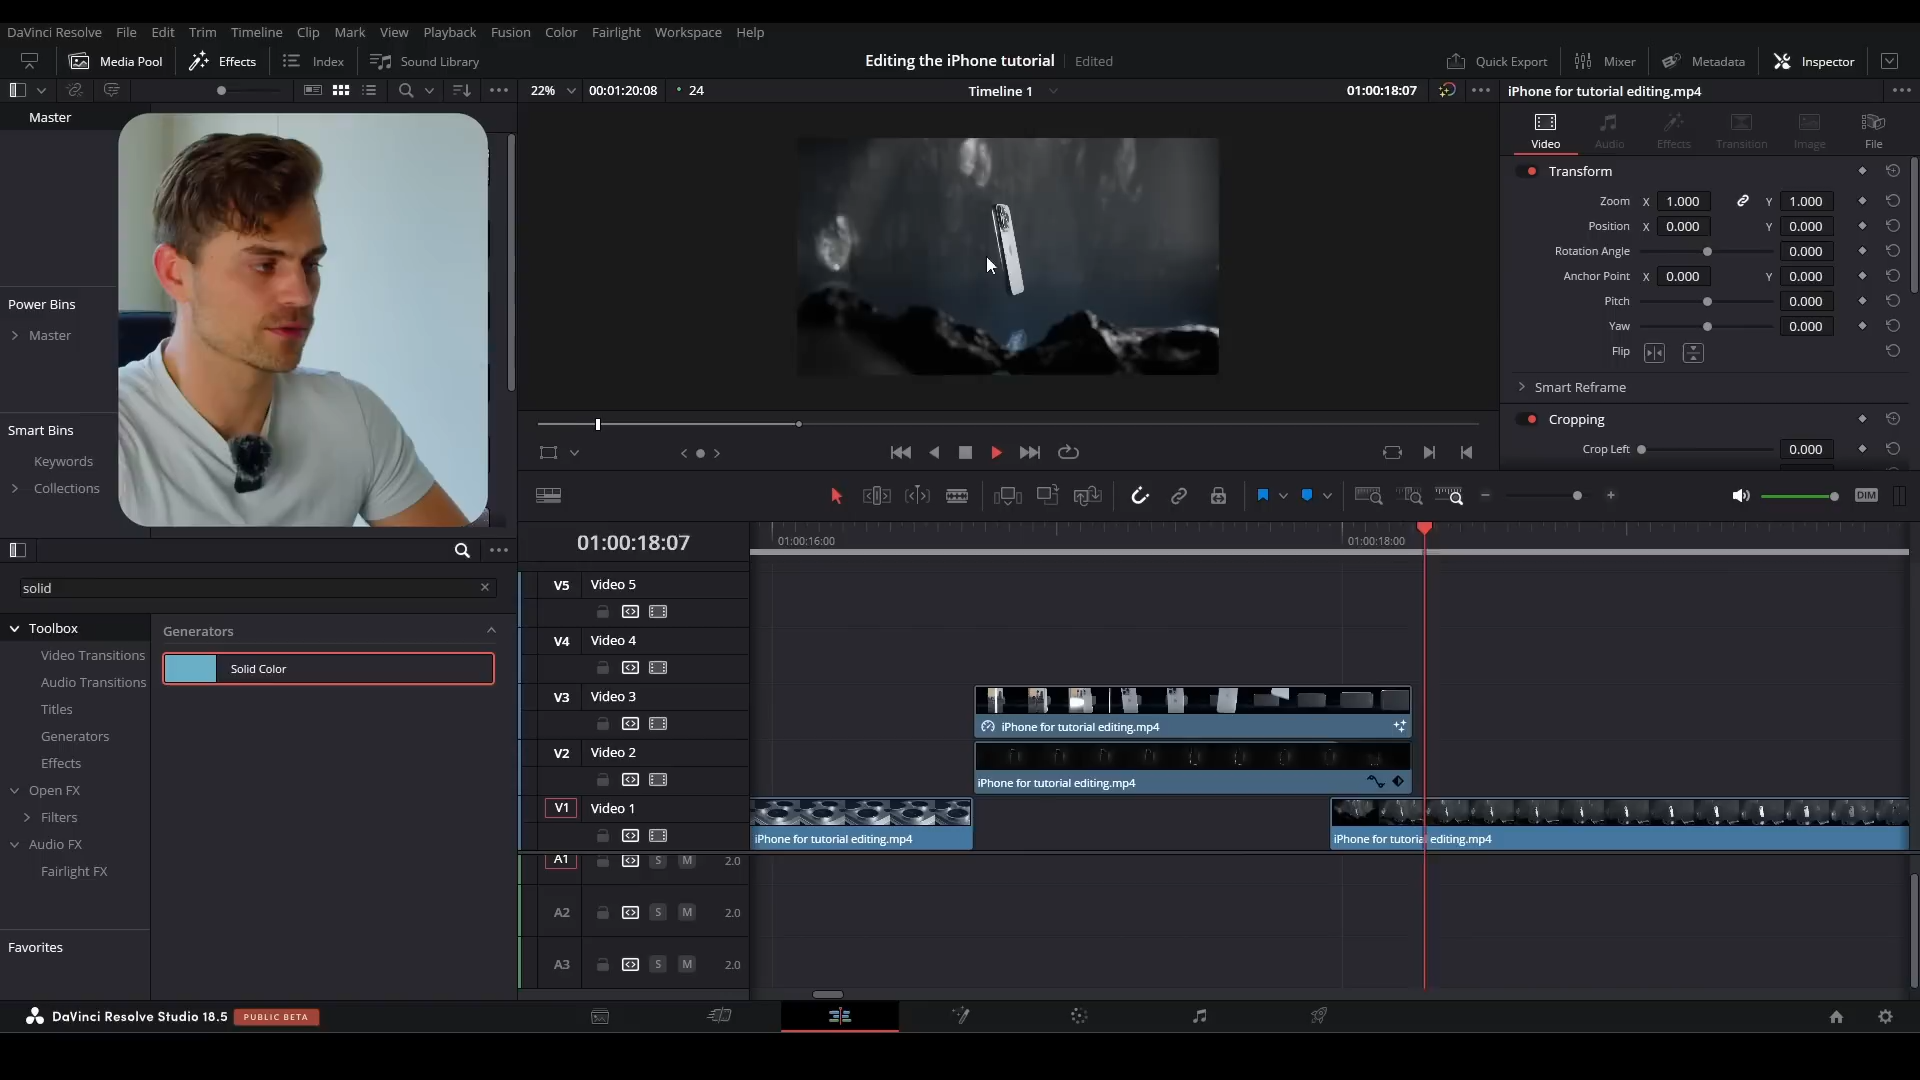 DaVinci Resolve File Edit Trim Timeline Clip Mark View Playback Fusion Color Fairlight Workspace Help
Media Pool Effects Index Sound Library Editing the iPhone tutorial Edited Quick Export Mixer Metadata Inspector
22% 00:01:20:08 24 Timeline 1 01:00:18:07 iPhone for tutorial editing.mp4
Master
Power Bins
Master
Smart Bins
Keywords
Collections
Video Audio Effects Transition Image File
Transform
Zoom X 1.000 Y 1.000
Position X 0.000 Y 0.000
Rotation Angle 0.000
Anchor Point X 0.000 Y 0.000
Pitch 0.000
Yaw 0.000
Flip
Smart Reframe
Cropping
Crop Left 0.000
DIM
solid
Toolbox
Video Transitions
Audio Transitions
Titles
Generators
Effects
Open FX
Filters
Audio FX
Fairlight FX
Favorites
Generators
Solid Color
01:00:18:07 01:00:16:00 01:00:18:00
V5 Video 5
V4 Video 4
V3 Video 3
iPhone for tutorial editing.mp4
V2 Video 2
iPhone for tutorial editing.mp4
V1 Video 1
iPhone for tutorial editing.mp4 iPhone for tutorial editing.mp4
A1 S M 2.0
A2 S M 2.0
A3 S M 2.0
DaVinci Resolve Studio 18.5 PUBLIC BETA